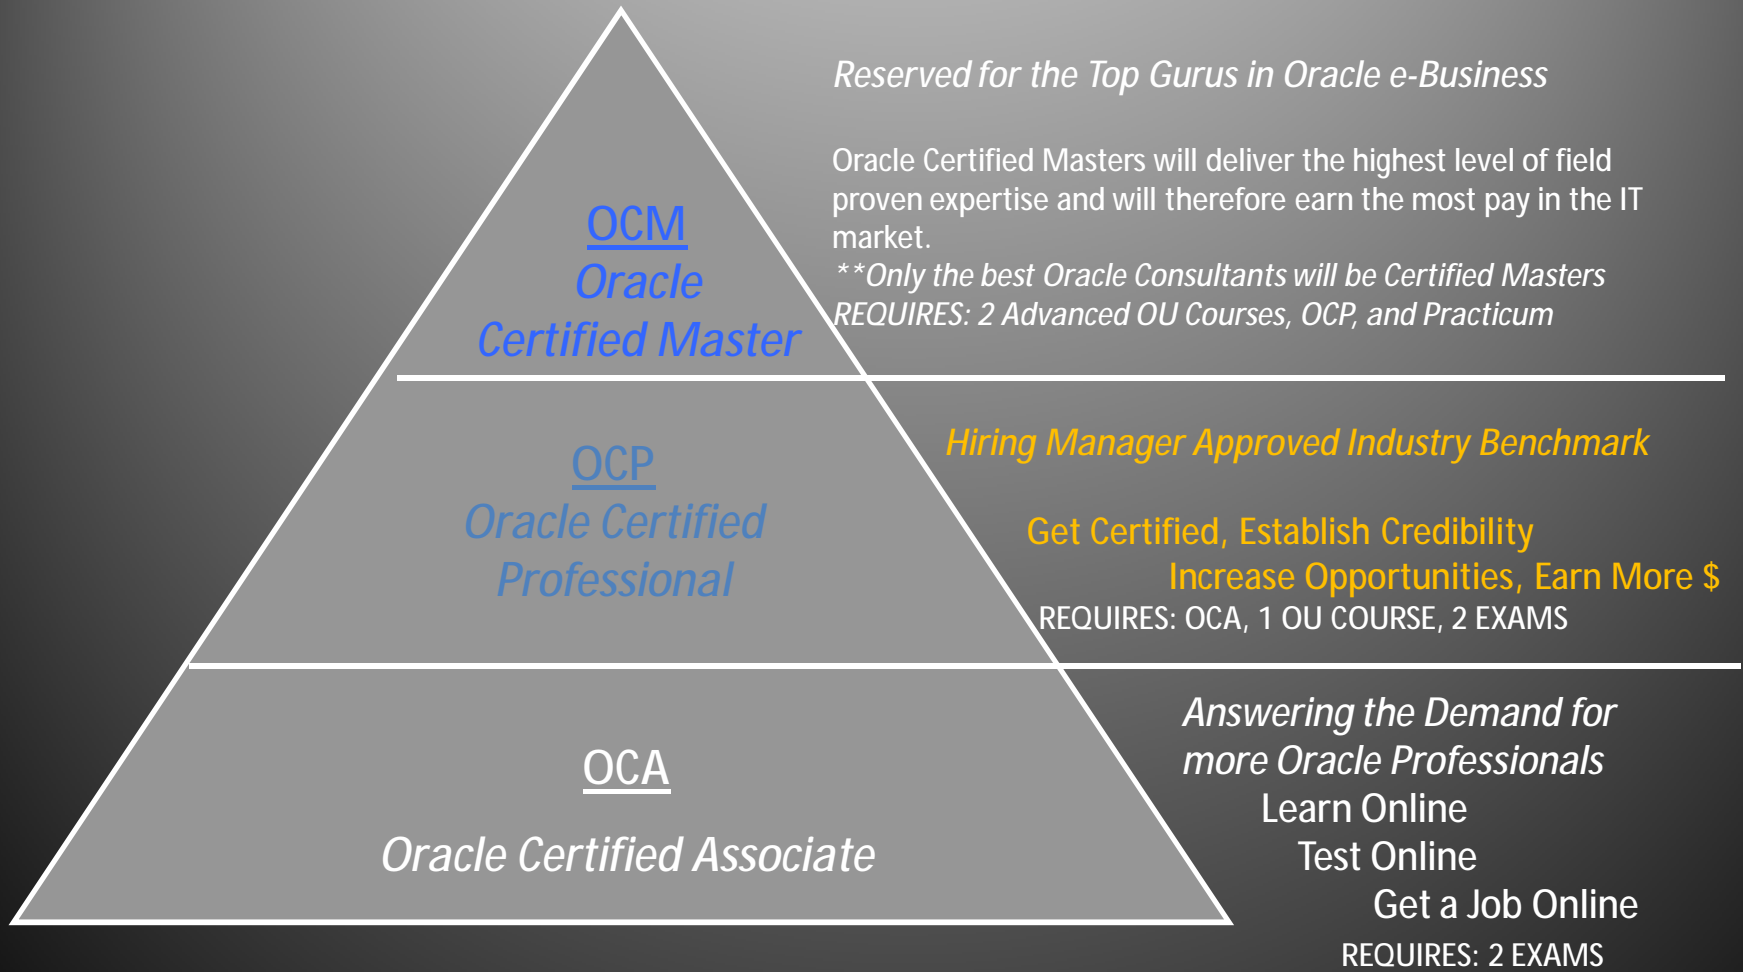 OCM
Oracle
Certified Master
Reserved for the Top Gurus in Oracle e-Business
Oracle Certified Masters will deliver the highest level of field
proven expertise and will therefore earn the most pay in the IT
market.
**Only the best Oracle Consultants will be Certified Masters
REQUIRES: 2 Advanced OU Courses, OCP, and Practicum
OCP
Oracle Certified
Professional
Hiring Manager Approved Industry Benchmark
Get Certified, Establish Credibility
Increase Opportunities, Earn More $
REQUIRES: OCA, 1 OU COURSE, 2 EXAMS
OCA
Oracle Certified Associate
Answering the Demand for
more Oracle Professionals
Learn Online
Test Online
Get a Job Online
REQUIRES: 2 EXAMS